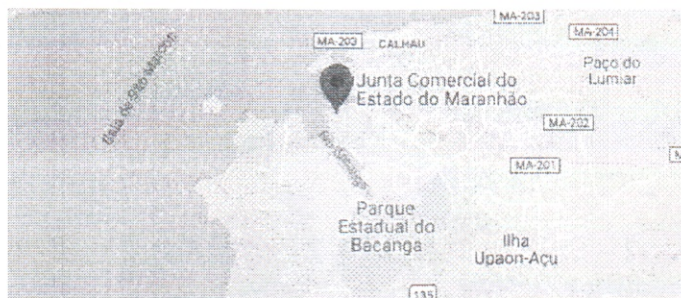 MA-203
MA-203
CALHAU
MA-204
Paço do
Lumiar
Junta Comercial do
Estado do Maranhão
Baía de São Marcos
MA-202
MA-201
Parque
Estadual do
Bacanga
Ilha
Upaon-Açu
135